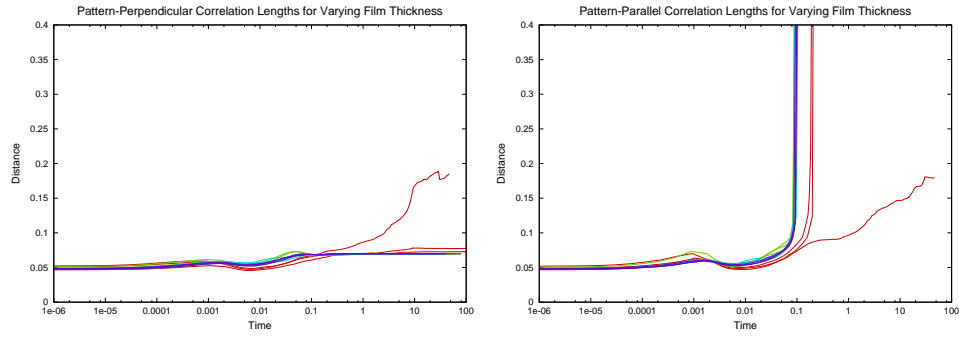 Pattern-Perpendicular Correlation Lengths for Varying Film Thickness
0.4
0.35
0.3
0.25
0.2
0.15
0.1
0.05
0
Distance
1e-06 1e-05 0.0001 0.001 0.01 0.1 1 10 100
Time
Pattern-Parallel Correlation Lengths for Varying Film Thickness
0.4
0.35
0.3
0.25
0.2
0.15
0.1
0.05
0
Distance
1e-06 1e-05 0.0001 0.001 0.01 0.1 1 10 100
Time